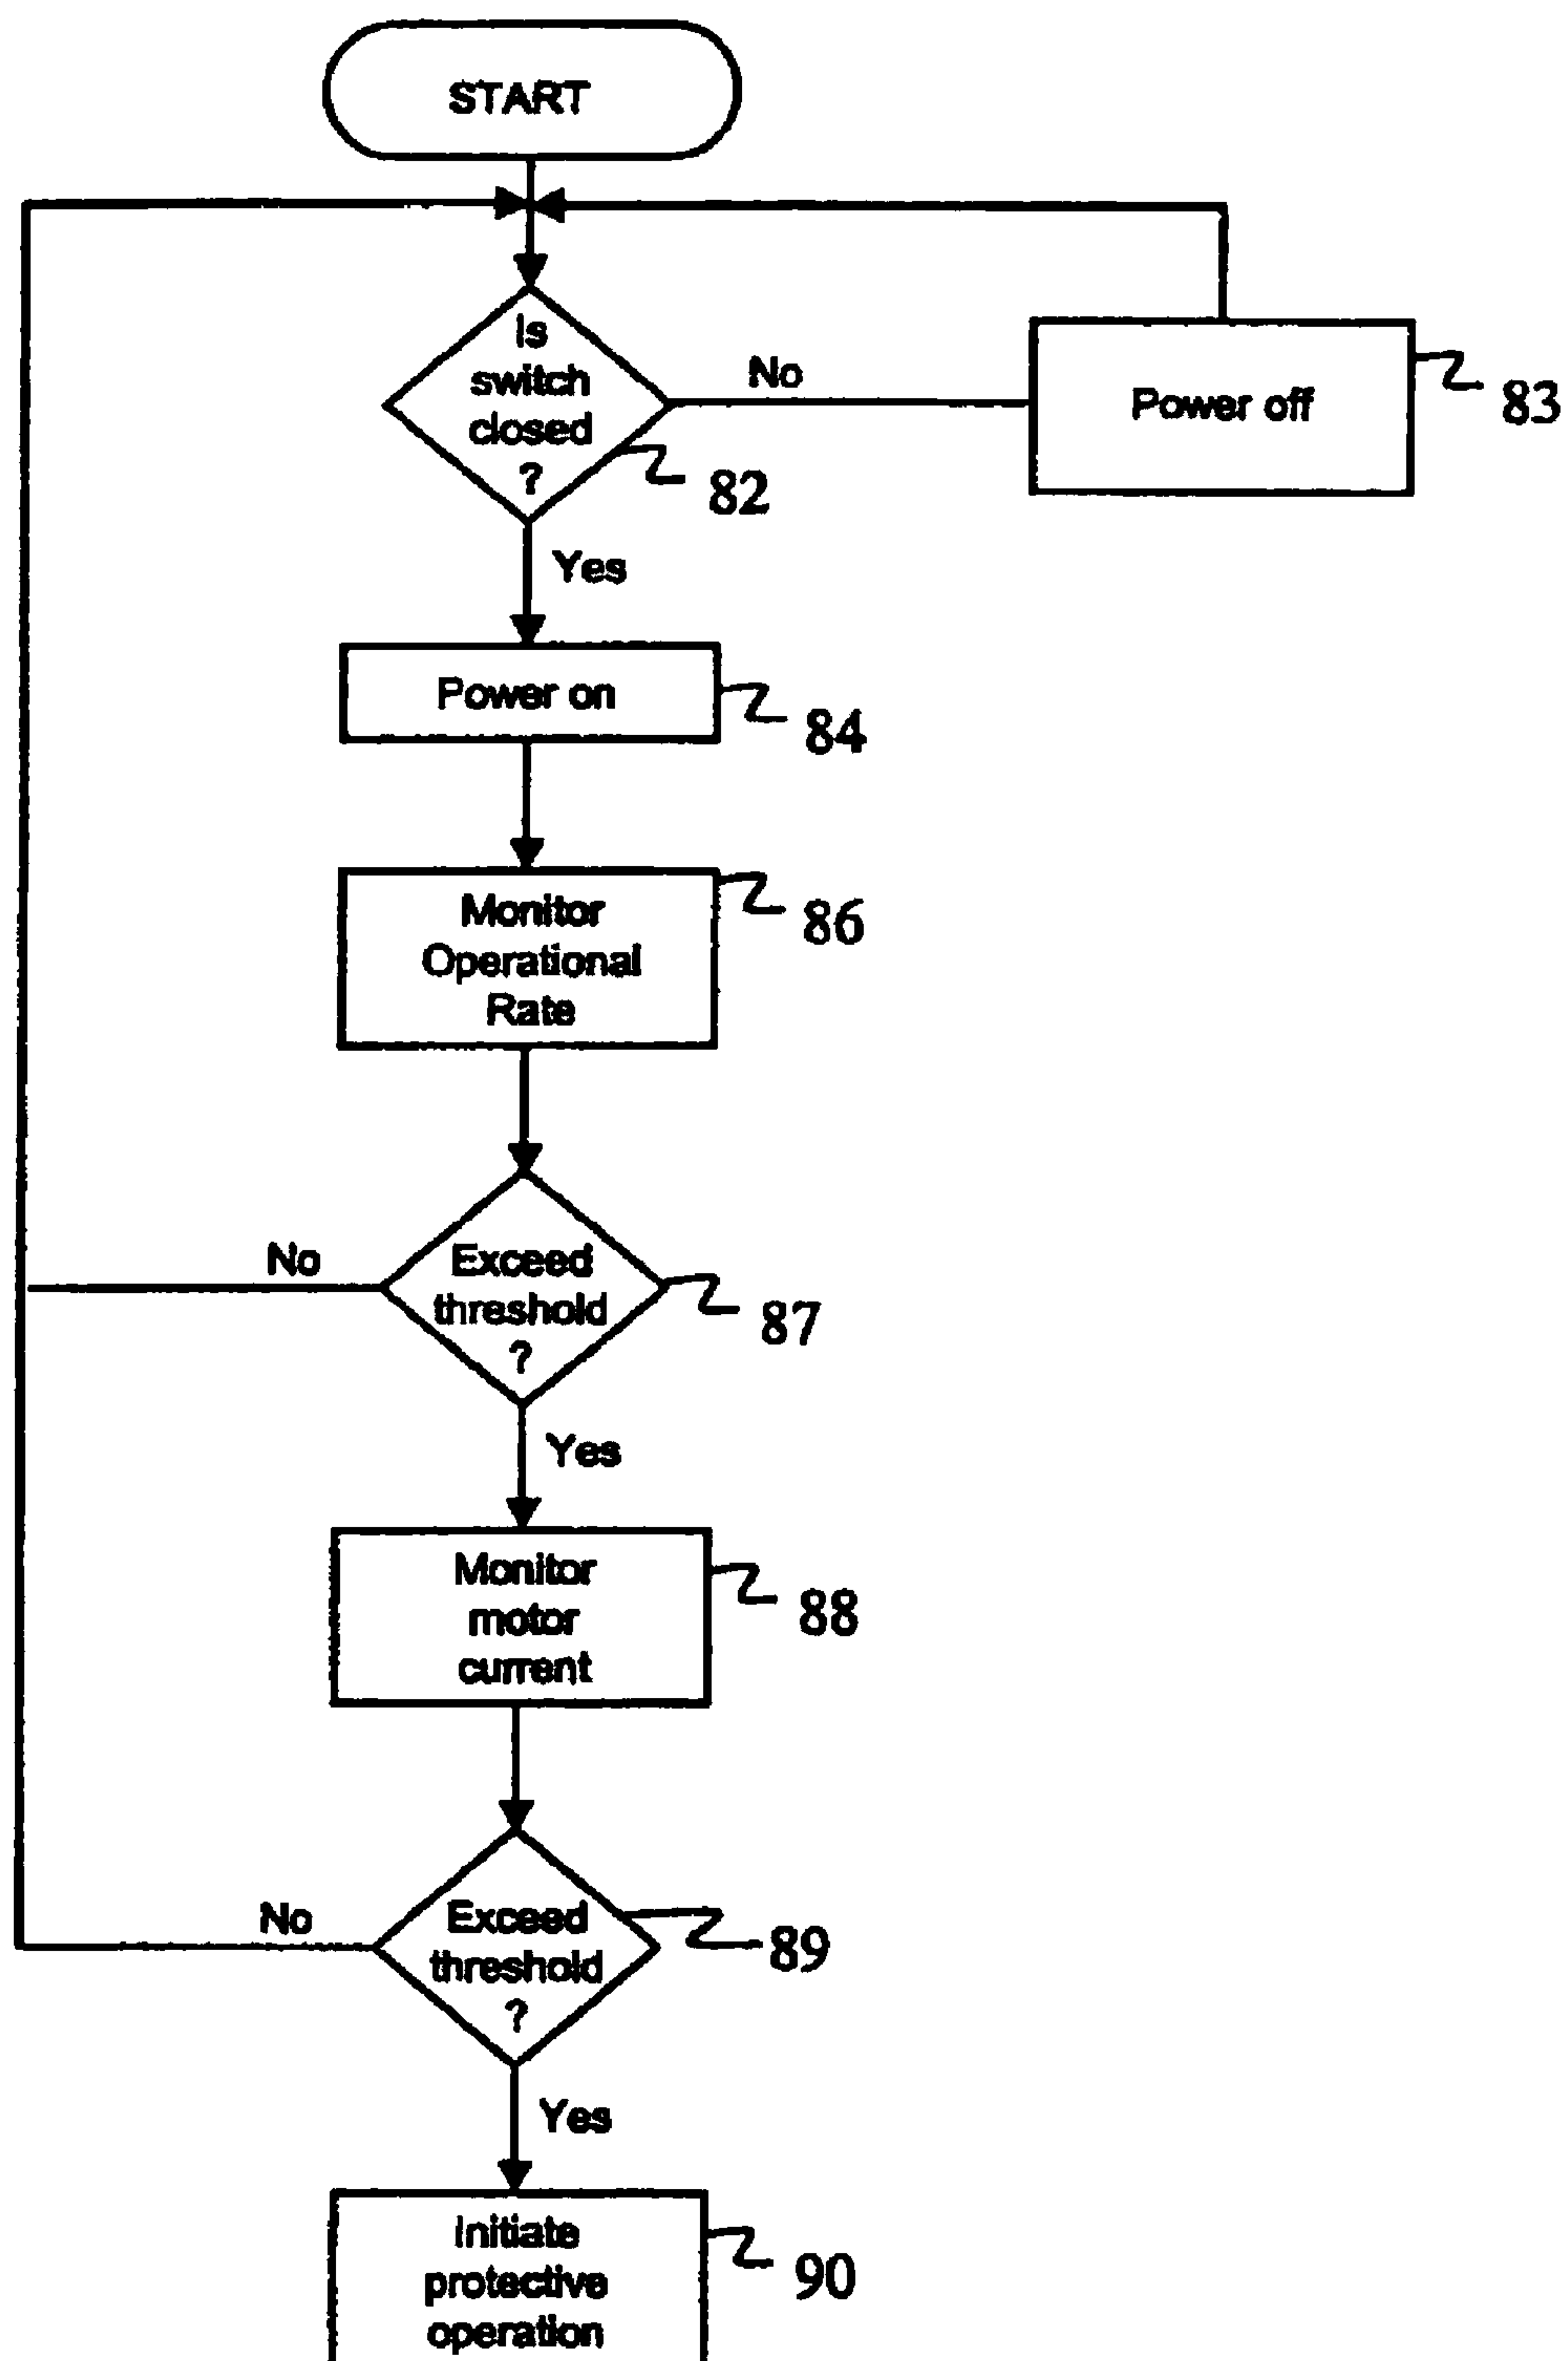 START
Is
switch
closed
?
82
No
Power off
83
Yes
Power on
84
Monitor
Operational
Rate
86
No
Exceed
threshold
?
87
Yes
Monitor
motor
current
88
No
Exceed
threshold
?
89
Yes
Initiate
protective
operation
90